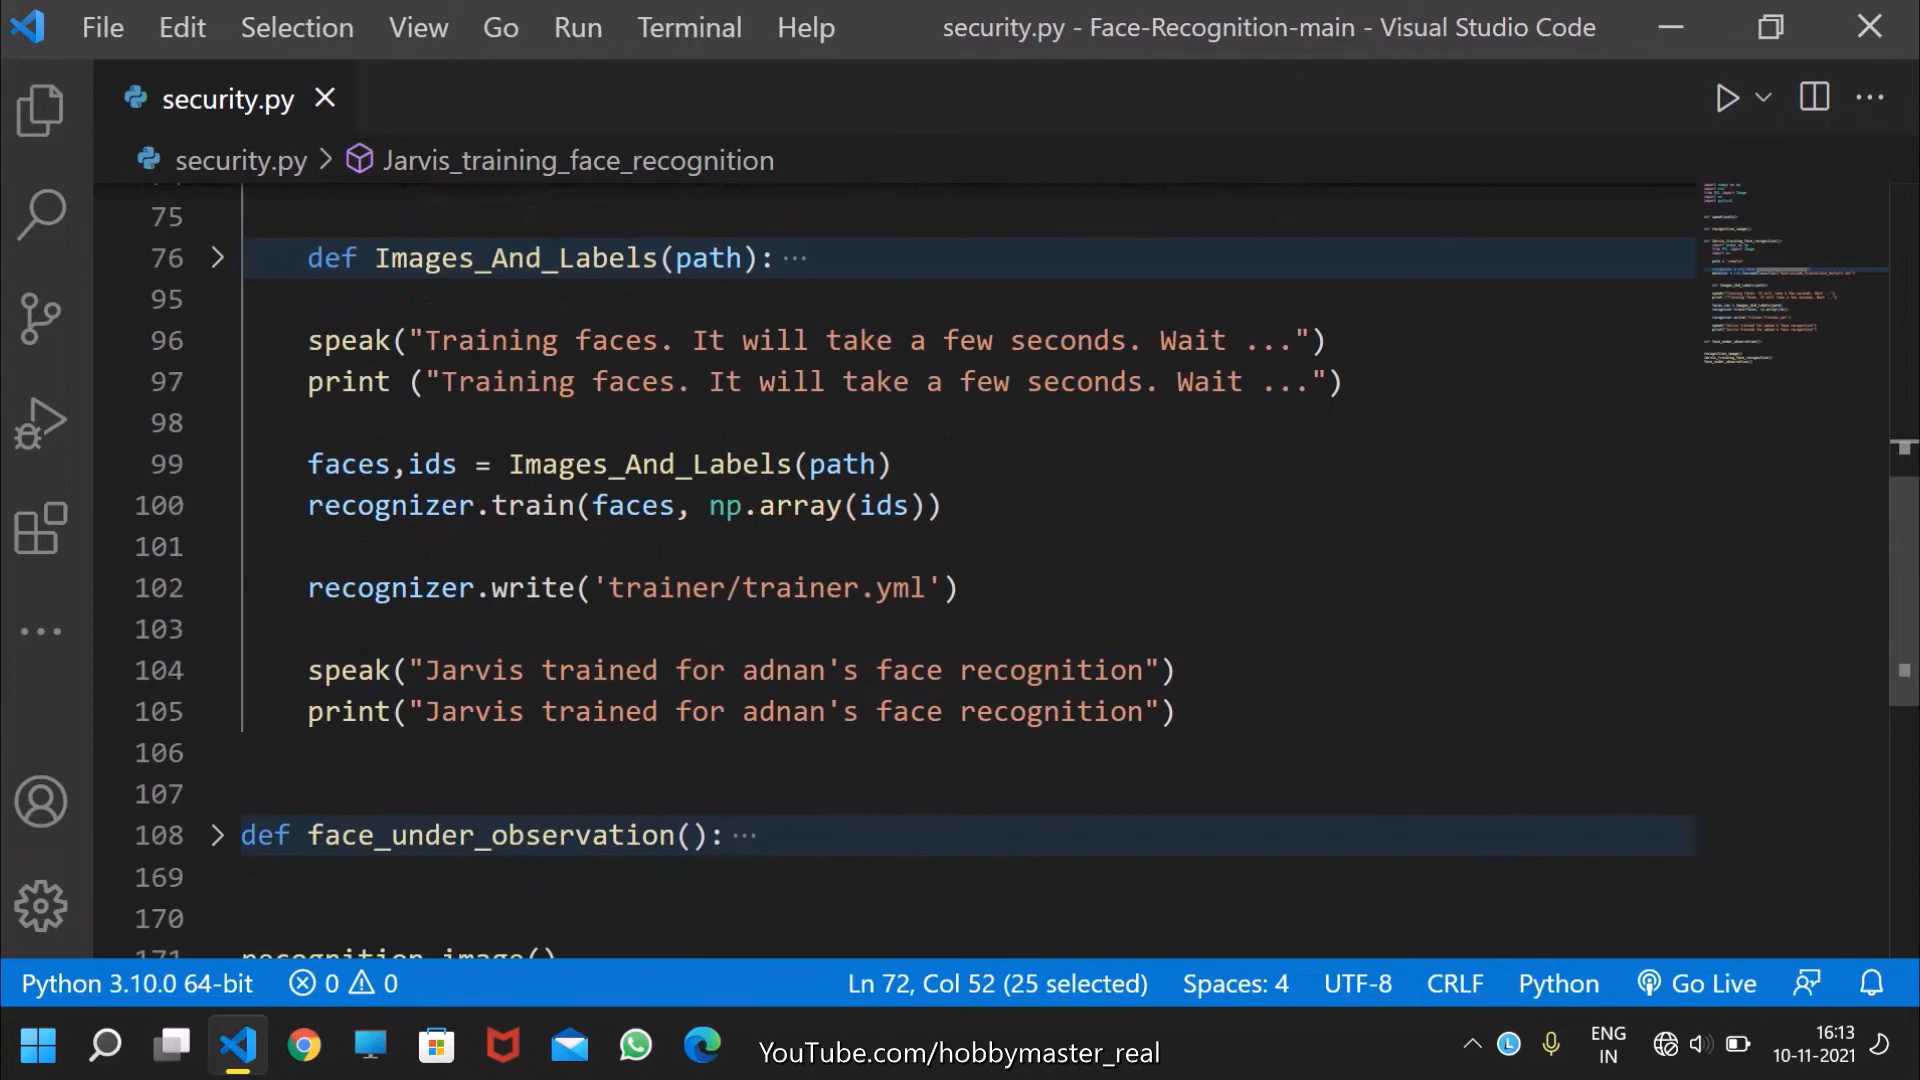 File Edit Selection View Go Run Terminal Help security.py - Face-Recognition-main - Visual Studio Code
security.py
security.py > Jarvis_training_face_recognition
75
76 def Images_And_Labels(path):
95
96 speak("Training faces. It will take a few seconds. Wait ...")
97 print ("Training faces. It will take a few seconds. Wait ...")
98
99 faces,ids = Images_And_Labels(path)
100 recognizer.train(faces, np.array(ids))
101
102 recognizer.write('trainer/trainer.yml')
103
104 speak("Jarvis trained for adnan's face recognition")
105 print("Jarvis trained for adnan's face recognition")
106
107
108 def face_under_observation():
169
170
171 recognition_image()
Python 3.10.0 64-bit 0 0 Ln 72, Col 52 (25 selected) Spaces: 4 UTF-8 CRLF Python Go Live
YouTube.com/hobbymaster_real
ENG
IN
16:13
10-11-2021